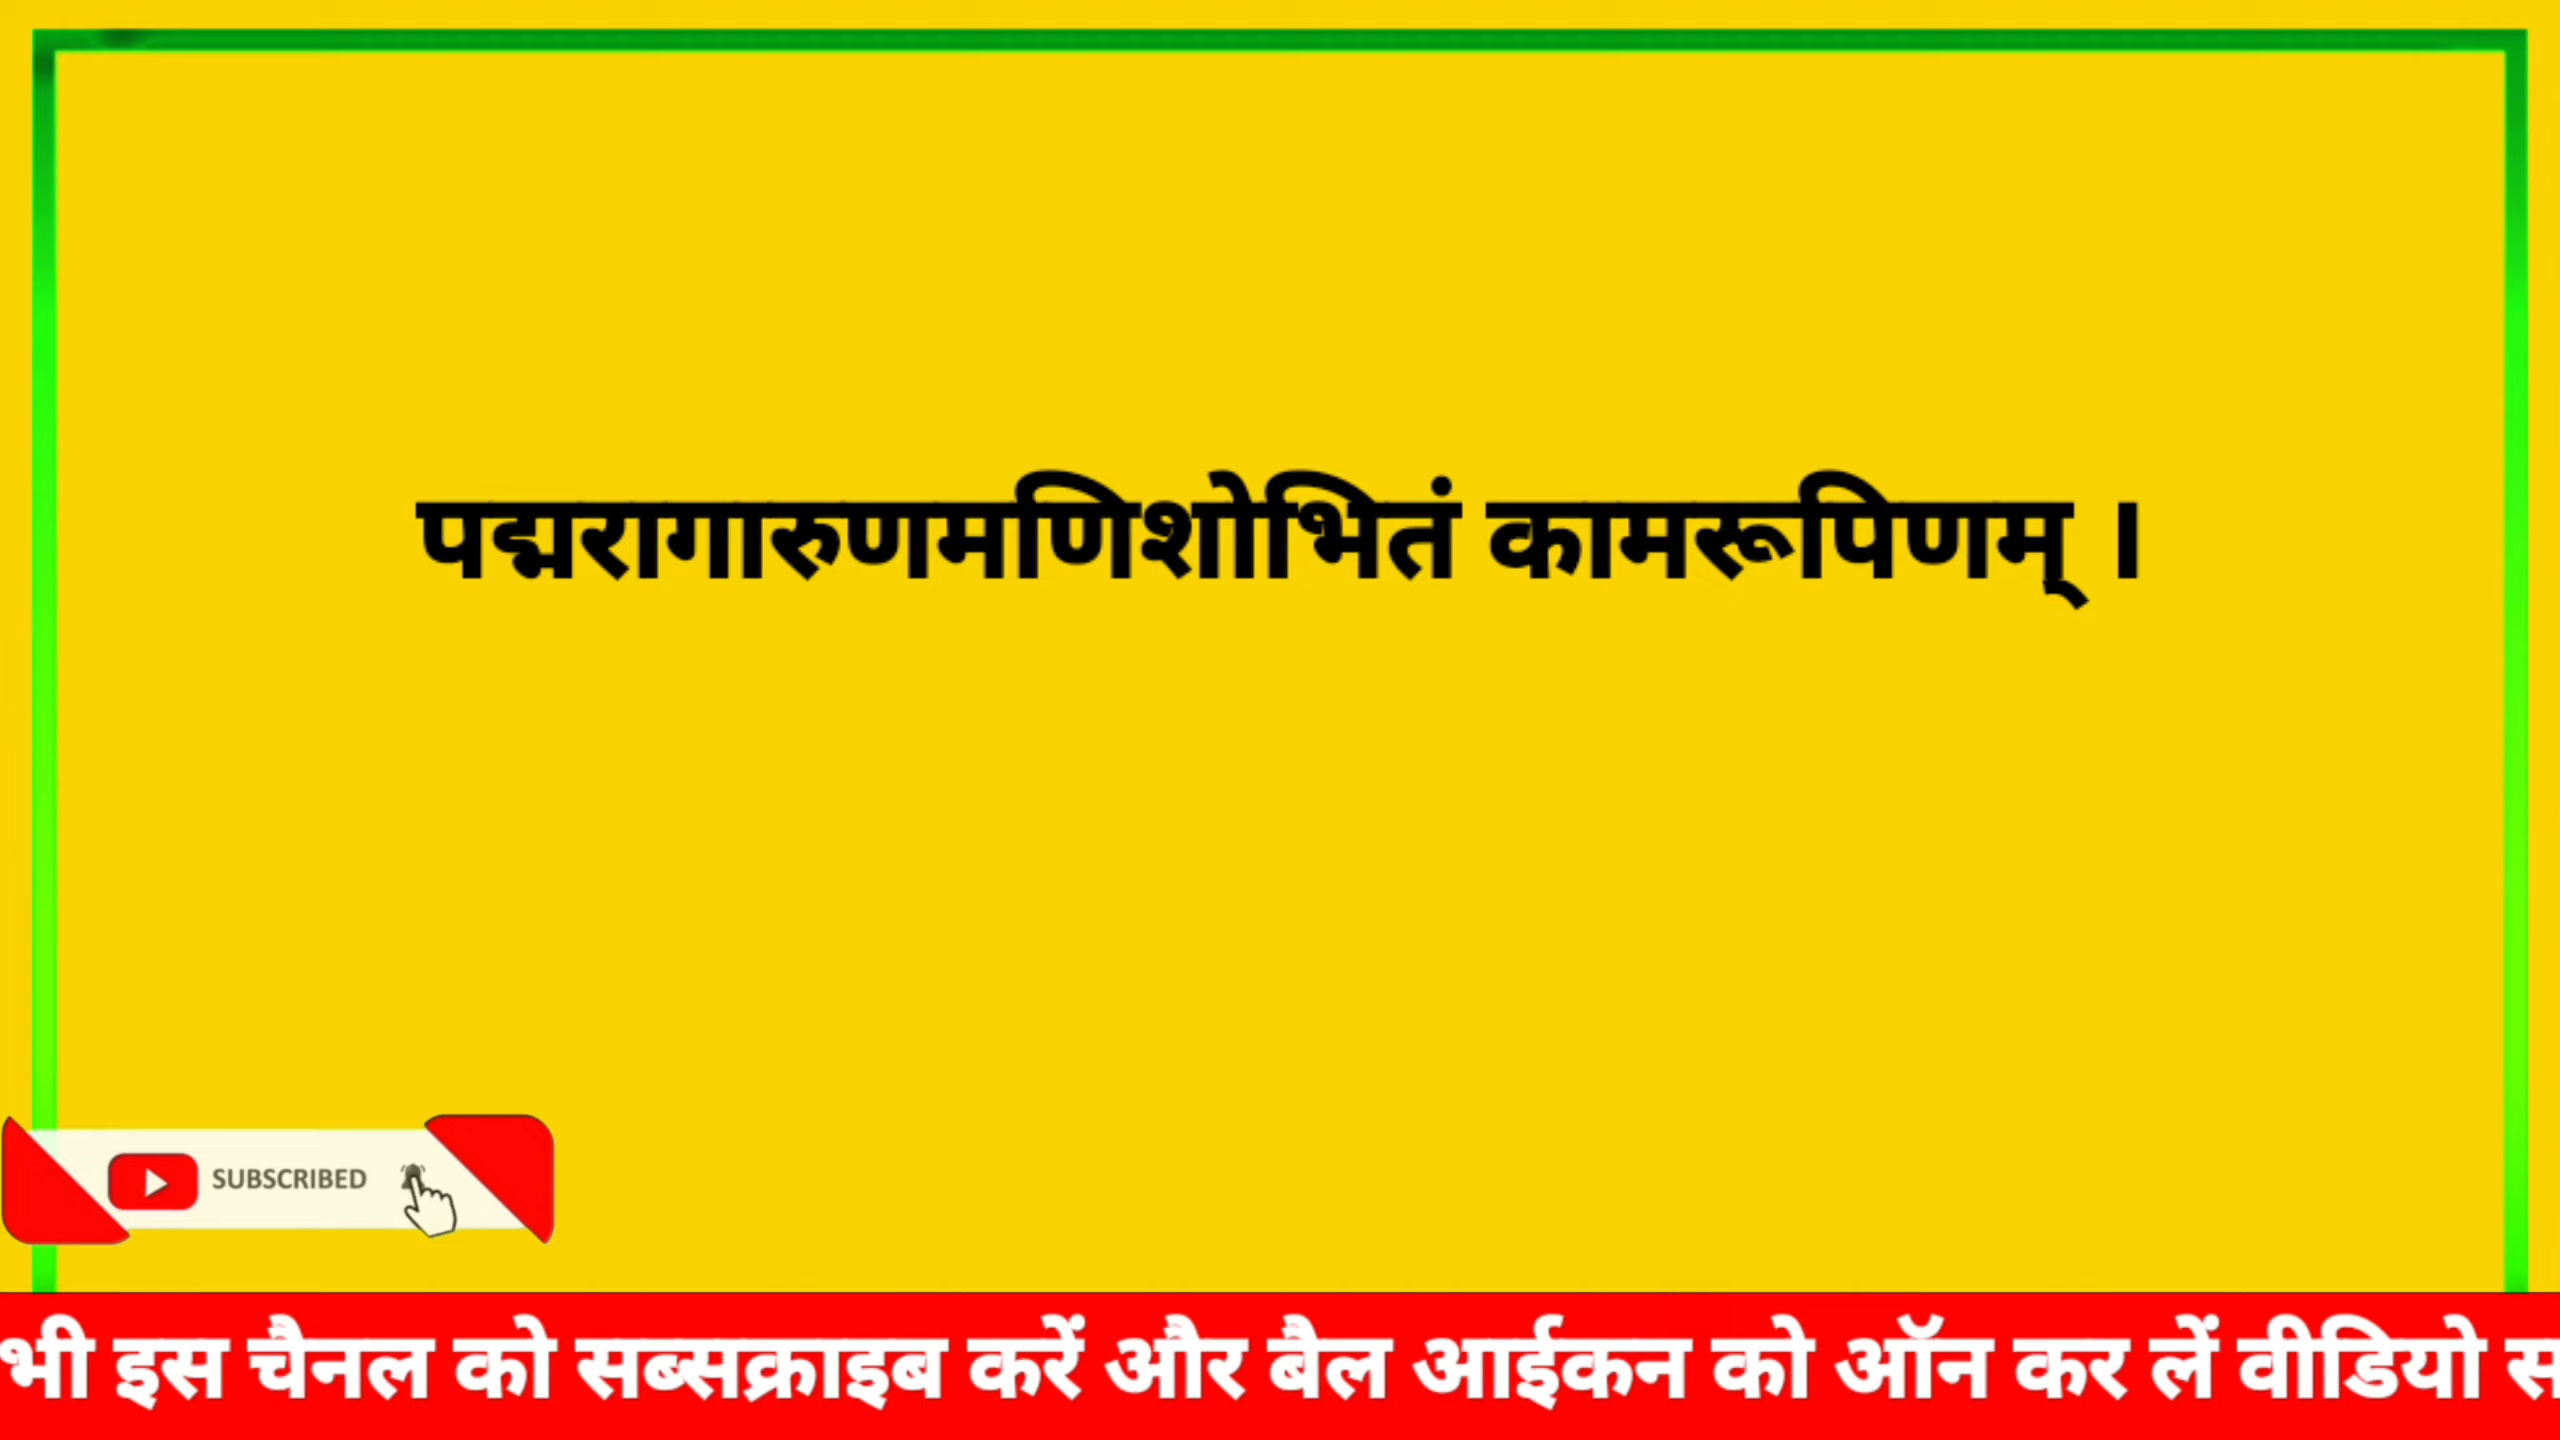 पद्मरागारुणमणिशोभितं कामरूपिणम् ।
SUBSCRIBED
भी इस चैनल को सब्सक्राइब करें और बैल आईकन को ऑन कर लें वीडियो स